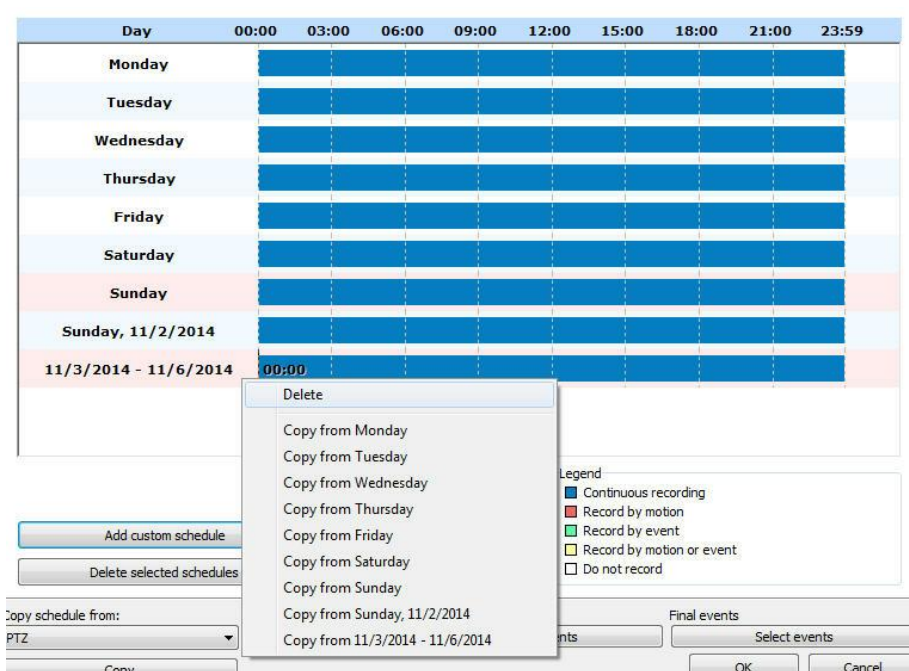 Day 00:00 03:00 06:00 09:00 12:00 15:00 18:00 21:00 23:59
Monday
Tuesday
Wednesday
Thursday
Friday
Saturday
Sunday
Sunday, 11/2/2014
11/3/2014 - 11/6/2014 00:00
Delete
Copy from Monday
Copy from Tuesday
Copy from Wednesday
Copy from Thursday
Copy from Friday
Copy from Saturday
Copy from Sunday
Copy from Sunday, 11/2/2014
Copy from 11/3/2014 - 11/6/2014
Legend
Continuous recording
Record by motion
Record by event
Record by motion or event
Do not record
Add custom schedule
Delete selected schedules
Copy schedule from:
PTZ
Copy
Final events
Select events
OK Cancel